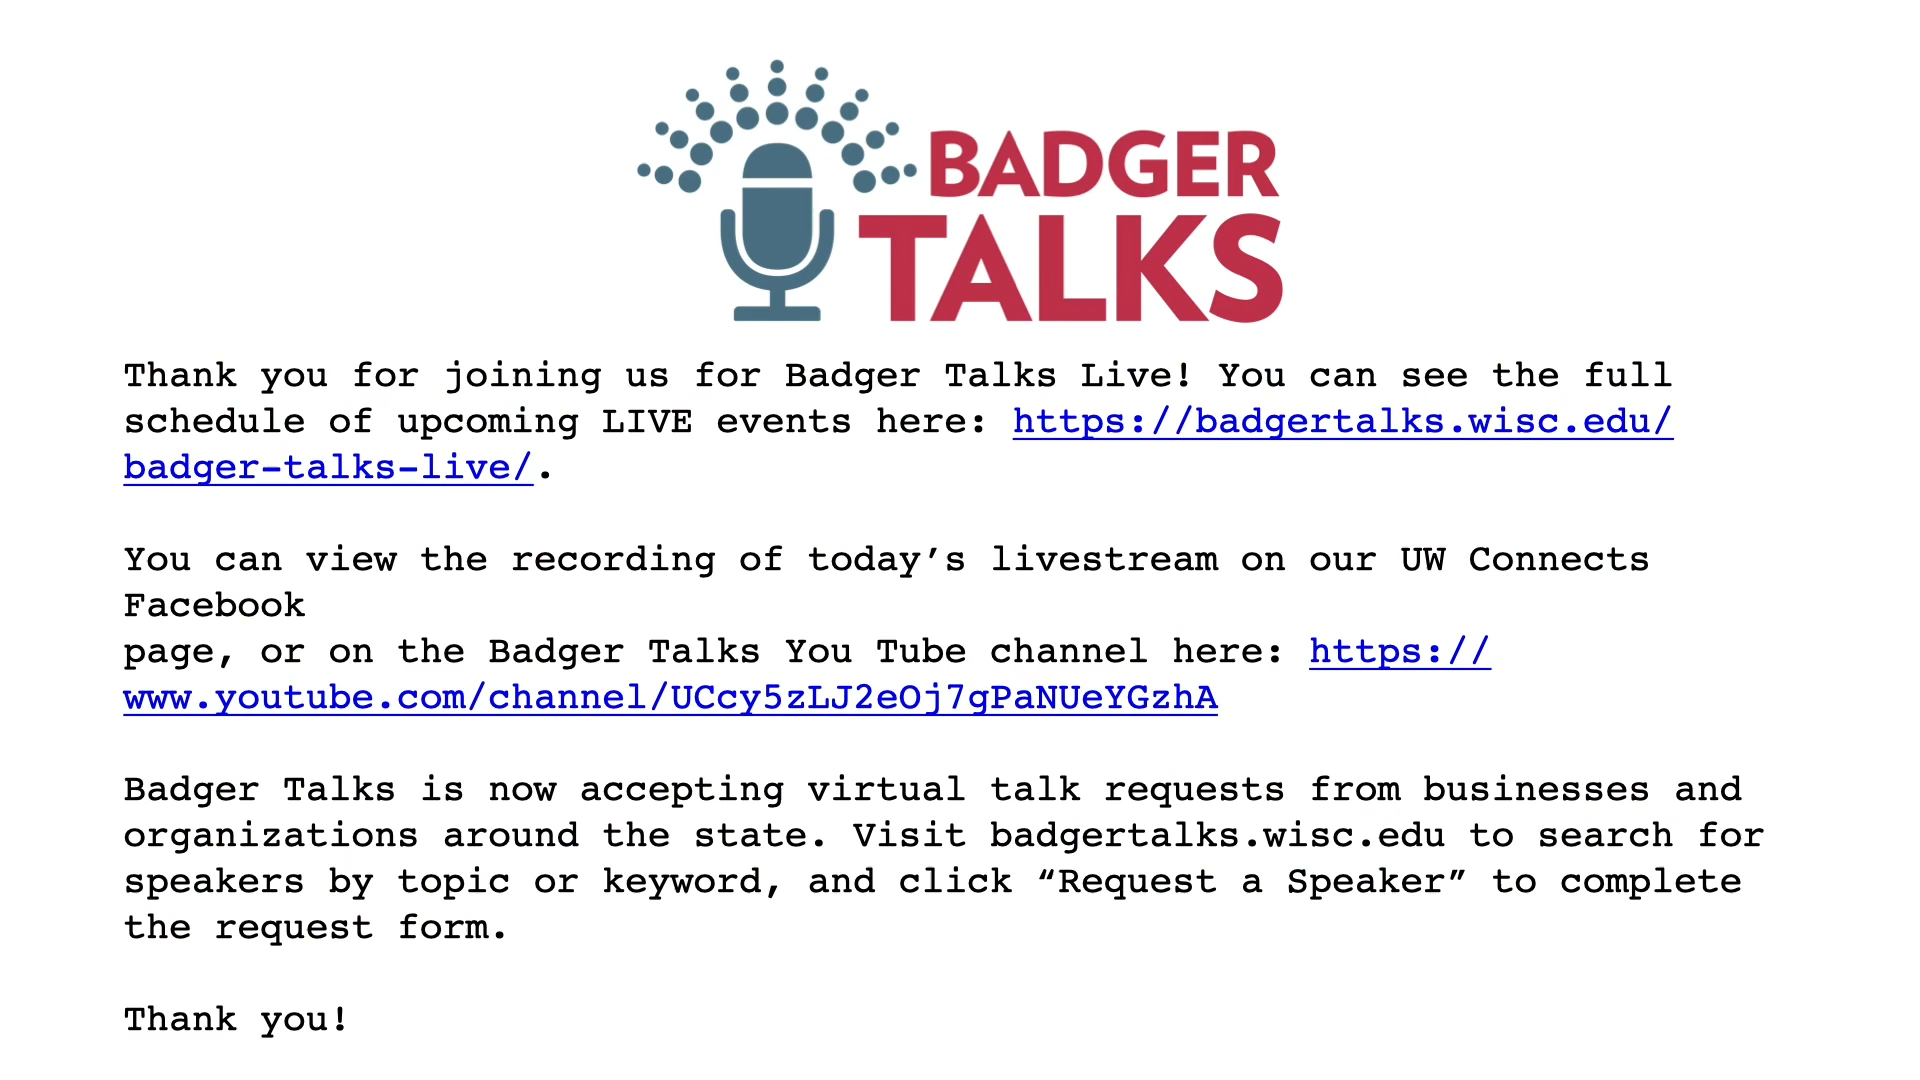 BADGER
TALKS
Thank you for joining us for Badger Talks Live! You can see the full
schedule of upcoming LIVE events here: https://badgertalks.wisc.edu/
badger-talks-live/.
You can view the recording of today’s livestream on our UW Connects
Facebook
page, or on the Badger Talks You Tube channel here: https://
www.youtube.com/channel/UCcy5zLJ2eOj7gPaNUeYGzhA
Badger Talks is now accepting virtual talk requests from businesses and
organizations around the state. Visit badgertalks.wisc.edu to search for
speakers by topic or keyword, and click “Request a Speaker” to complete
the request form.
Thank you!